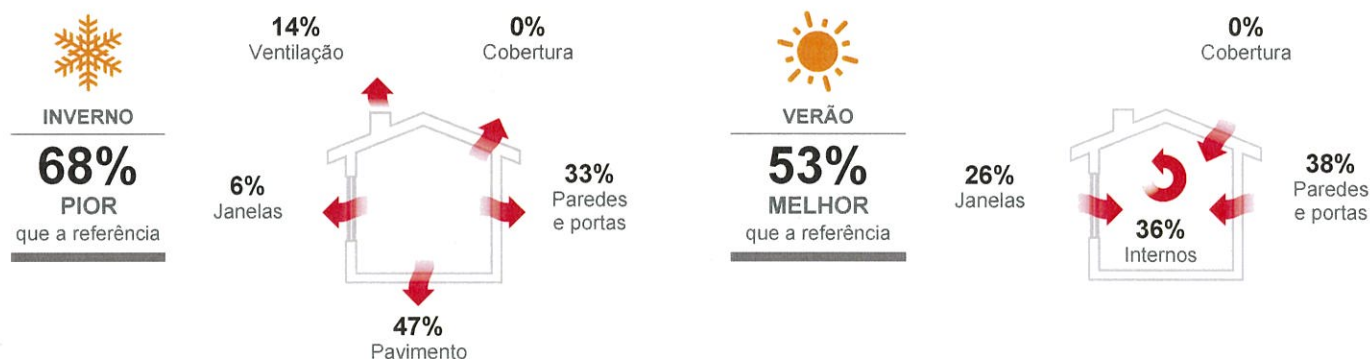 INVERNO
68%
PIOR
que a referência
14%
Ventilação
0%
Cobertura
6%
Janelas
33%
Paredes
e portas
47%
Pavimento
VERÃO
53%
MELHOR
que a referência
0%
Cobertura
26%
Janelas
38%
Paredes
e portas
36%
Internos